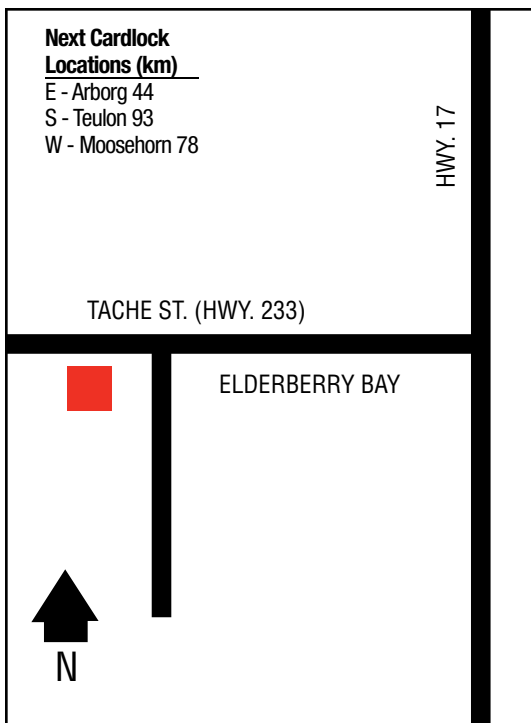 Next Cardlock
Locations (km)
E - Arborg 44
S - Teulon 93
W - Moosehorn 78
HWY. 17
TACHE ST. (HWY. 233)
ELDERBERRY BAY
N